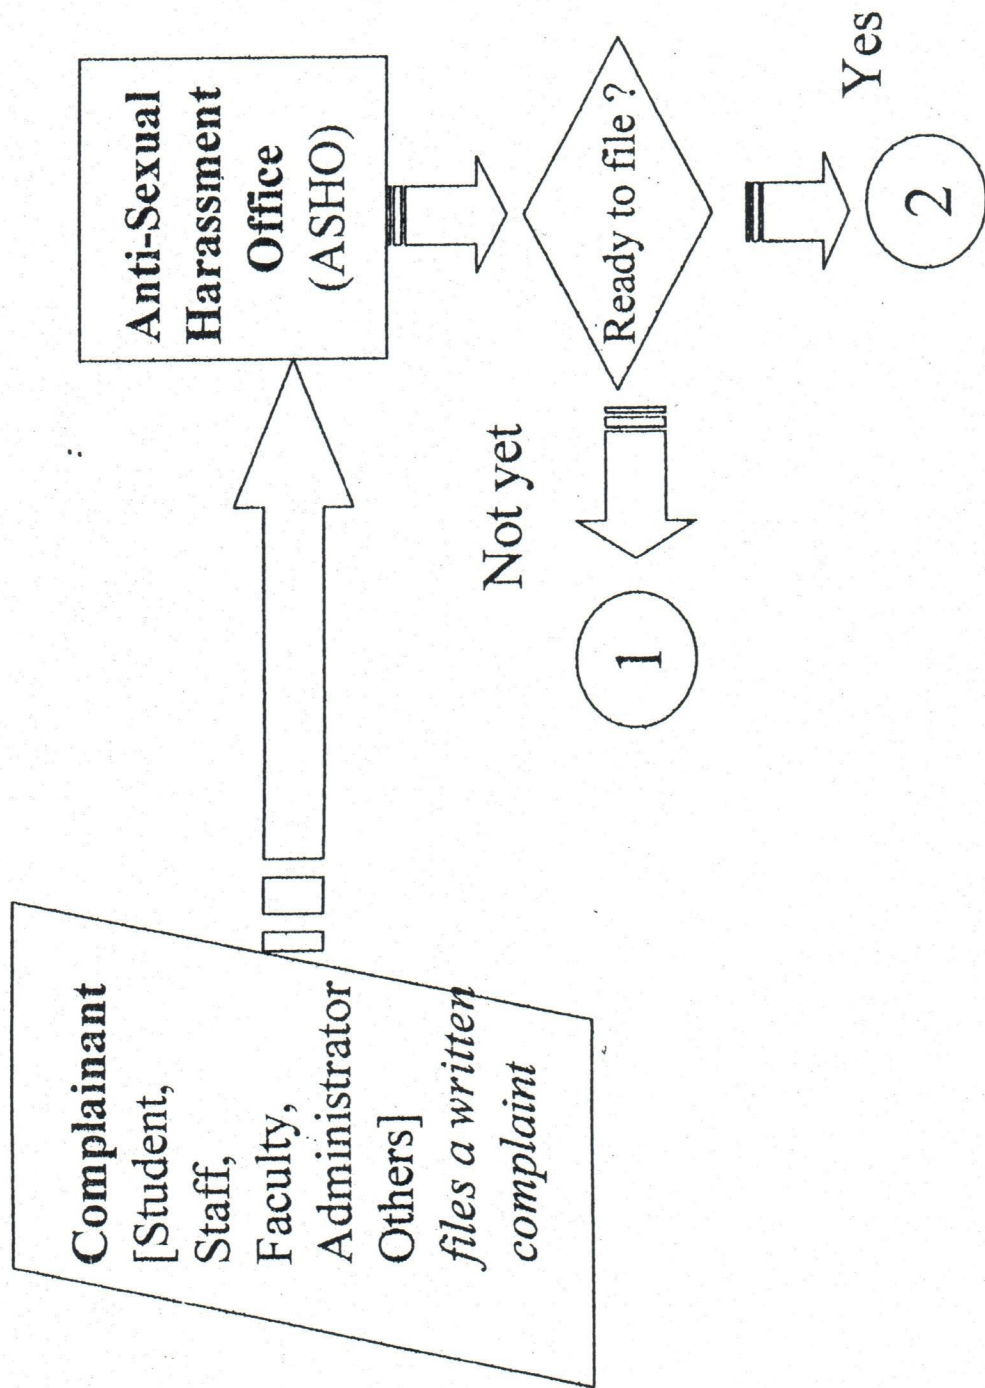 Complainant
[Student,
Staff,
Faculty,
Administrator
Others]
files a written
complaint
Anti-Sexual
Harassment
Office
(ASHO)
Ready to file ?
Not yet
1
Yes
2